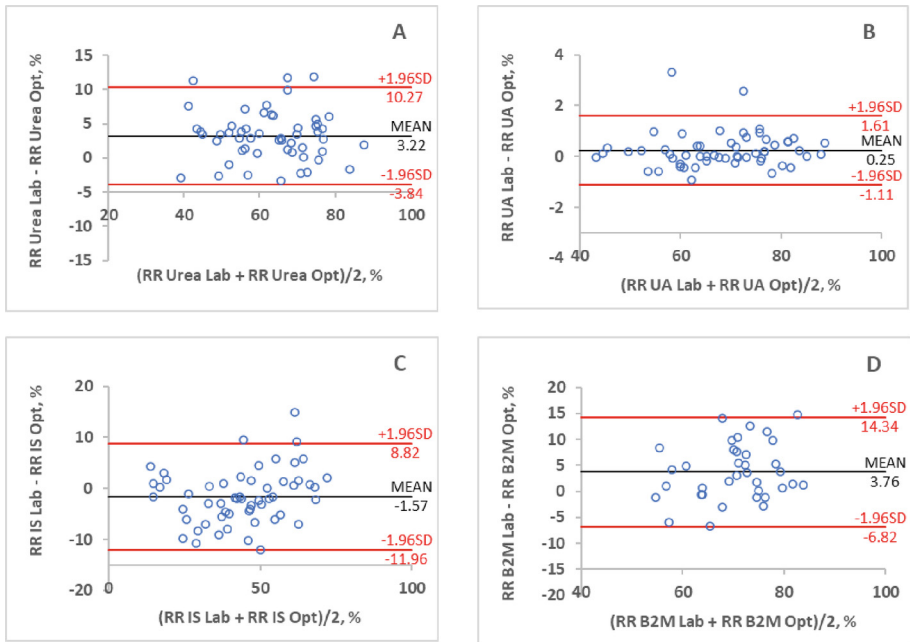 A
RR Urea Lab - RR Urea Opt, %
15
10
5
0
-5
-10
-15
+1.96SD
10.27
MEAN
3.22
-1.96SD
-3.84
20 40 60 80 100
(RR Urea Lab + RR Urea Opt)/2, %
B
RR UA Lab - RR UA Opt, %
4
2
0
-2
-4
+1.96SD
1.61
MEAN
0.25
-1.96SD
-1.11
40 60 80 100
(RR UA Lab + RR UA Opt)/2, %
C
RR IS Lab - RR IS Opt, %
20
10
0
-10
-20
+1.96SD
8.82
MEAN
-1.57
-1.96SD
-11.96
0 50 100
(RR IS Lab + RR IS Opt)/2, %
D
RR B2M Lab - RR B2M Opt, %
20
15
10
5
0
-5
-10
-15
-20
+1.96SD
14.34
MEAN
3.76
-1.96SD
-6.82
40 60 80 100
(RR B2M Lab + RR B2M Opt)/2, %